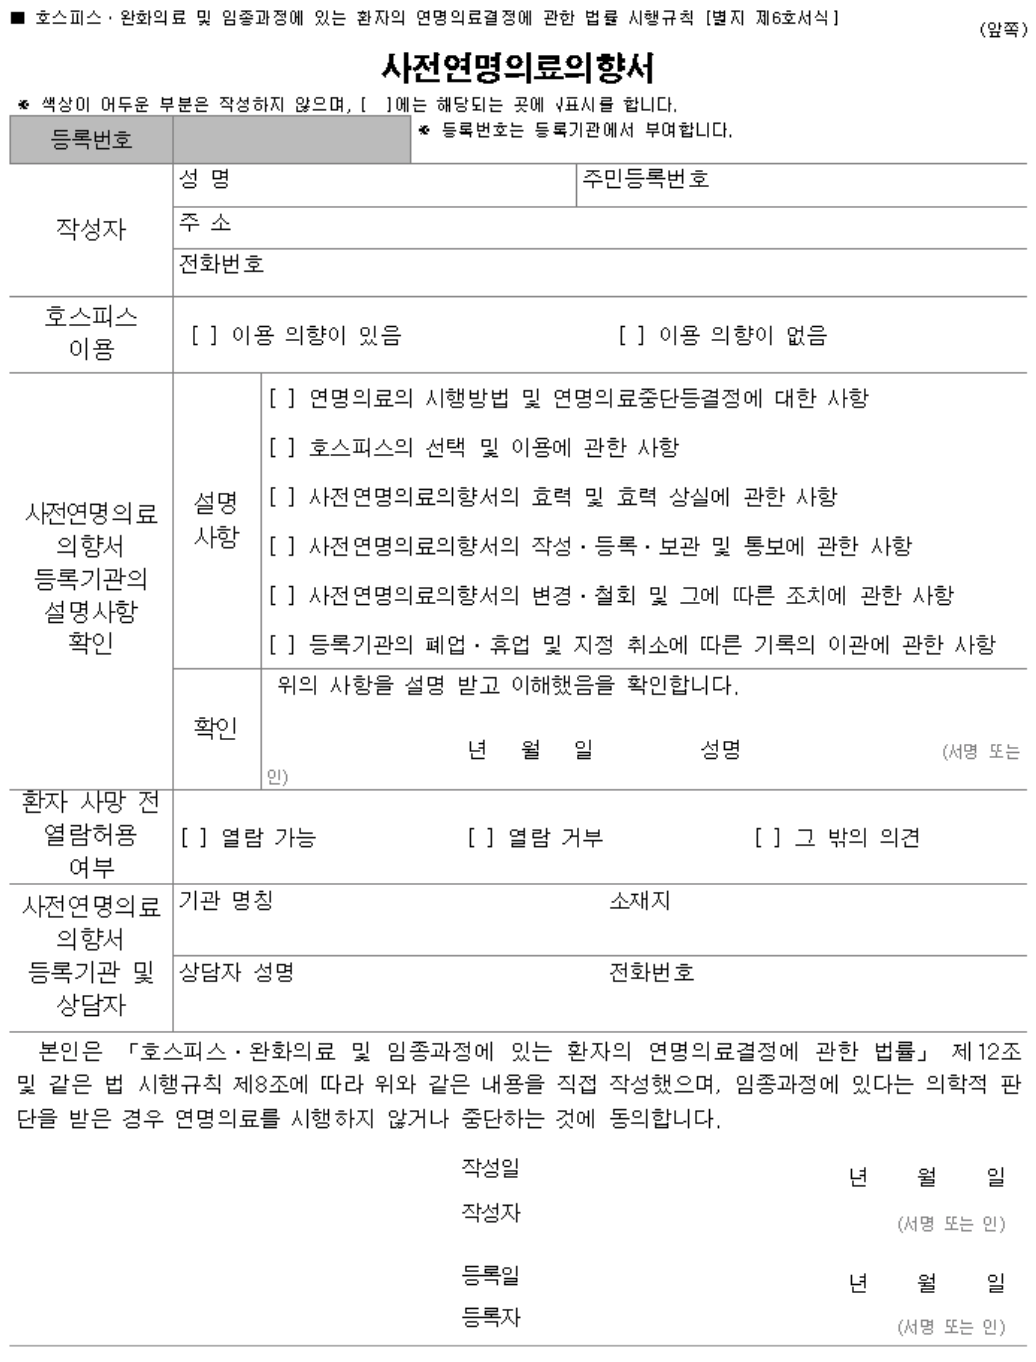 ■ 호스피스ㆍ완화의료 및 임종과정에 있는 환자의 연명의료결정에 관한 법률 시행규칙 [별지 제6호서식]
(앞쪽)
사전연명의료의향서
※ 색상이 어두운 부분은 작성하지 않으며, [ ]에는 해당되는 곳에 √표시를 합니다.
등록번호
※ 등록번호는 등록기관에서 부여합니다.
작성자
성 명 주민등록번호
주 소
전화번호
호스피스
이용
[ ] 이용 의향이 있음 [ ] 이용 의향이 없음
사전연명의료
의향서
등록기관의
설명사항
확인
설명
사항
[ ] 연명의료의 시행방법 및 연명의료중단등결정에 대한 사항
[ ] 호스피스의 선택 및 이용에 관한 사항
[ ] 사전연명의료의향서의 효력 및 효력 상실에 관한 사항
[ ] 사전연명의료의향서의 작성ㆍ등록ㆍ보관 및 통보에 관한 사항
[ ] 사전연명의료의향서의 변경ㆍ철회 및 그에 따른 조치에 관한 사항
[ ] 등록기관의 폐업ㆍ휴업 및 지정 취소에 따른 기록의 이관에 관한 사항
확인
위의 사항을 설명 받고 이해했음을 확인합니다.
년 월 일 성명 (서명 또는
인)
환자 사망 전
열람허용
여부
[ ] 열람 가능 [ ] 열람 거부 [ ] 그 밖의 의견
사전연명의료
의향서
등록기관 및
상담자
기관 명칭 소재지
상담자 성명 전화번호
본인은 「호스피스ㆍ완화의료 및 임종과정에 있는 환자의 연명의료결정에 관한 법률」 제12조
및 같은 법 시행규칙 제8조에 따라 위와 같은 내용을 직접 작성했으며, 임종과정에 있다는 의학적 판
단을 받은 경우 연명의료를 시행하지 않거나 중단하는 것에 동의합니다.
작성일 년 월 일
작성자 (서명 또는 인)
등록일 년 월 일
등록자 (서명 또는 인)